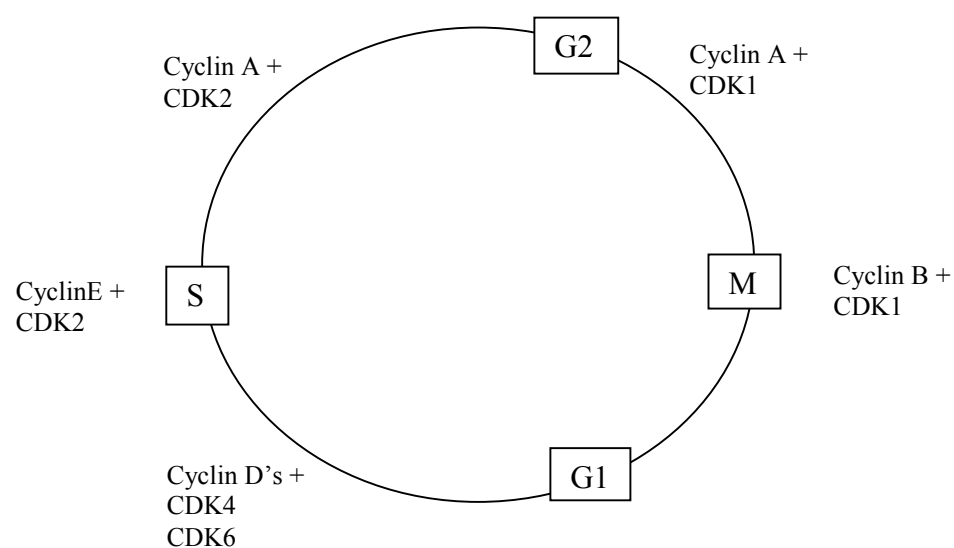 G2
Cyclin A +
CDK2
Cyclin A +
CDK1
S
CyclinE +
CDK2
M
Cyclin B +
CDK1
G1
Cyclin D’s +
CDK4
CDK6